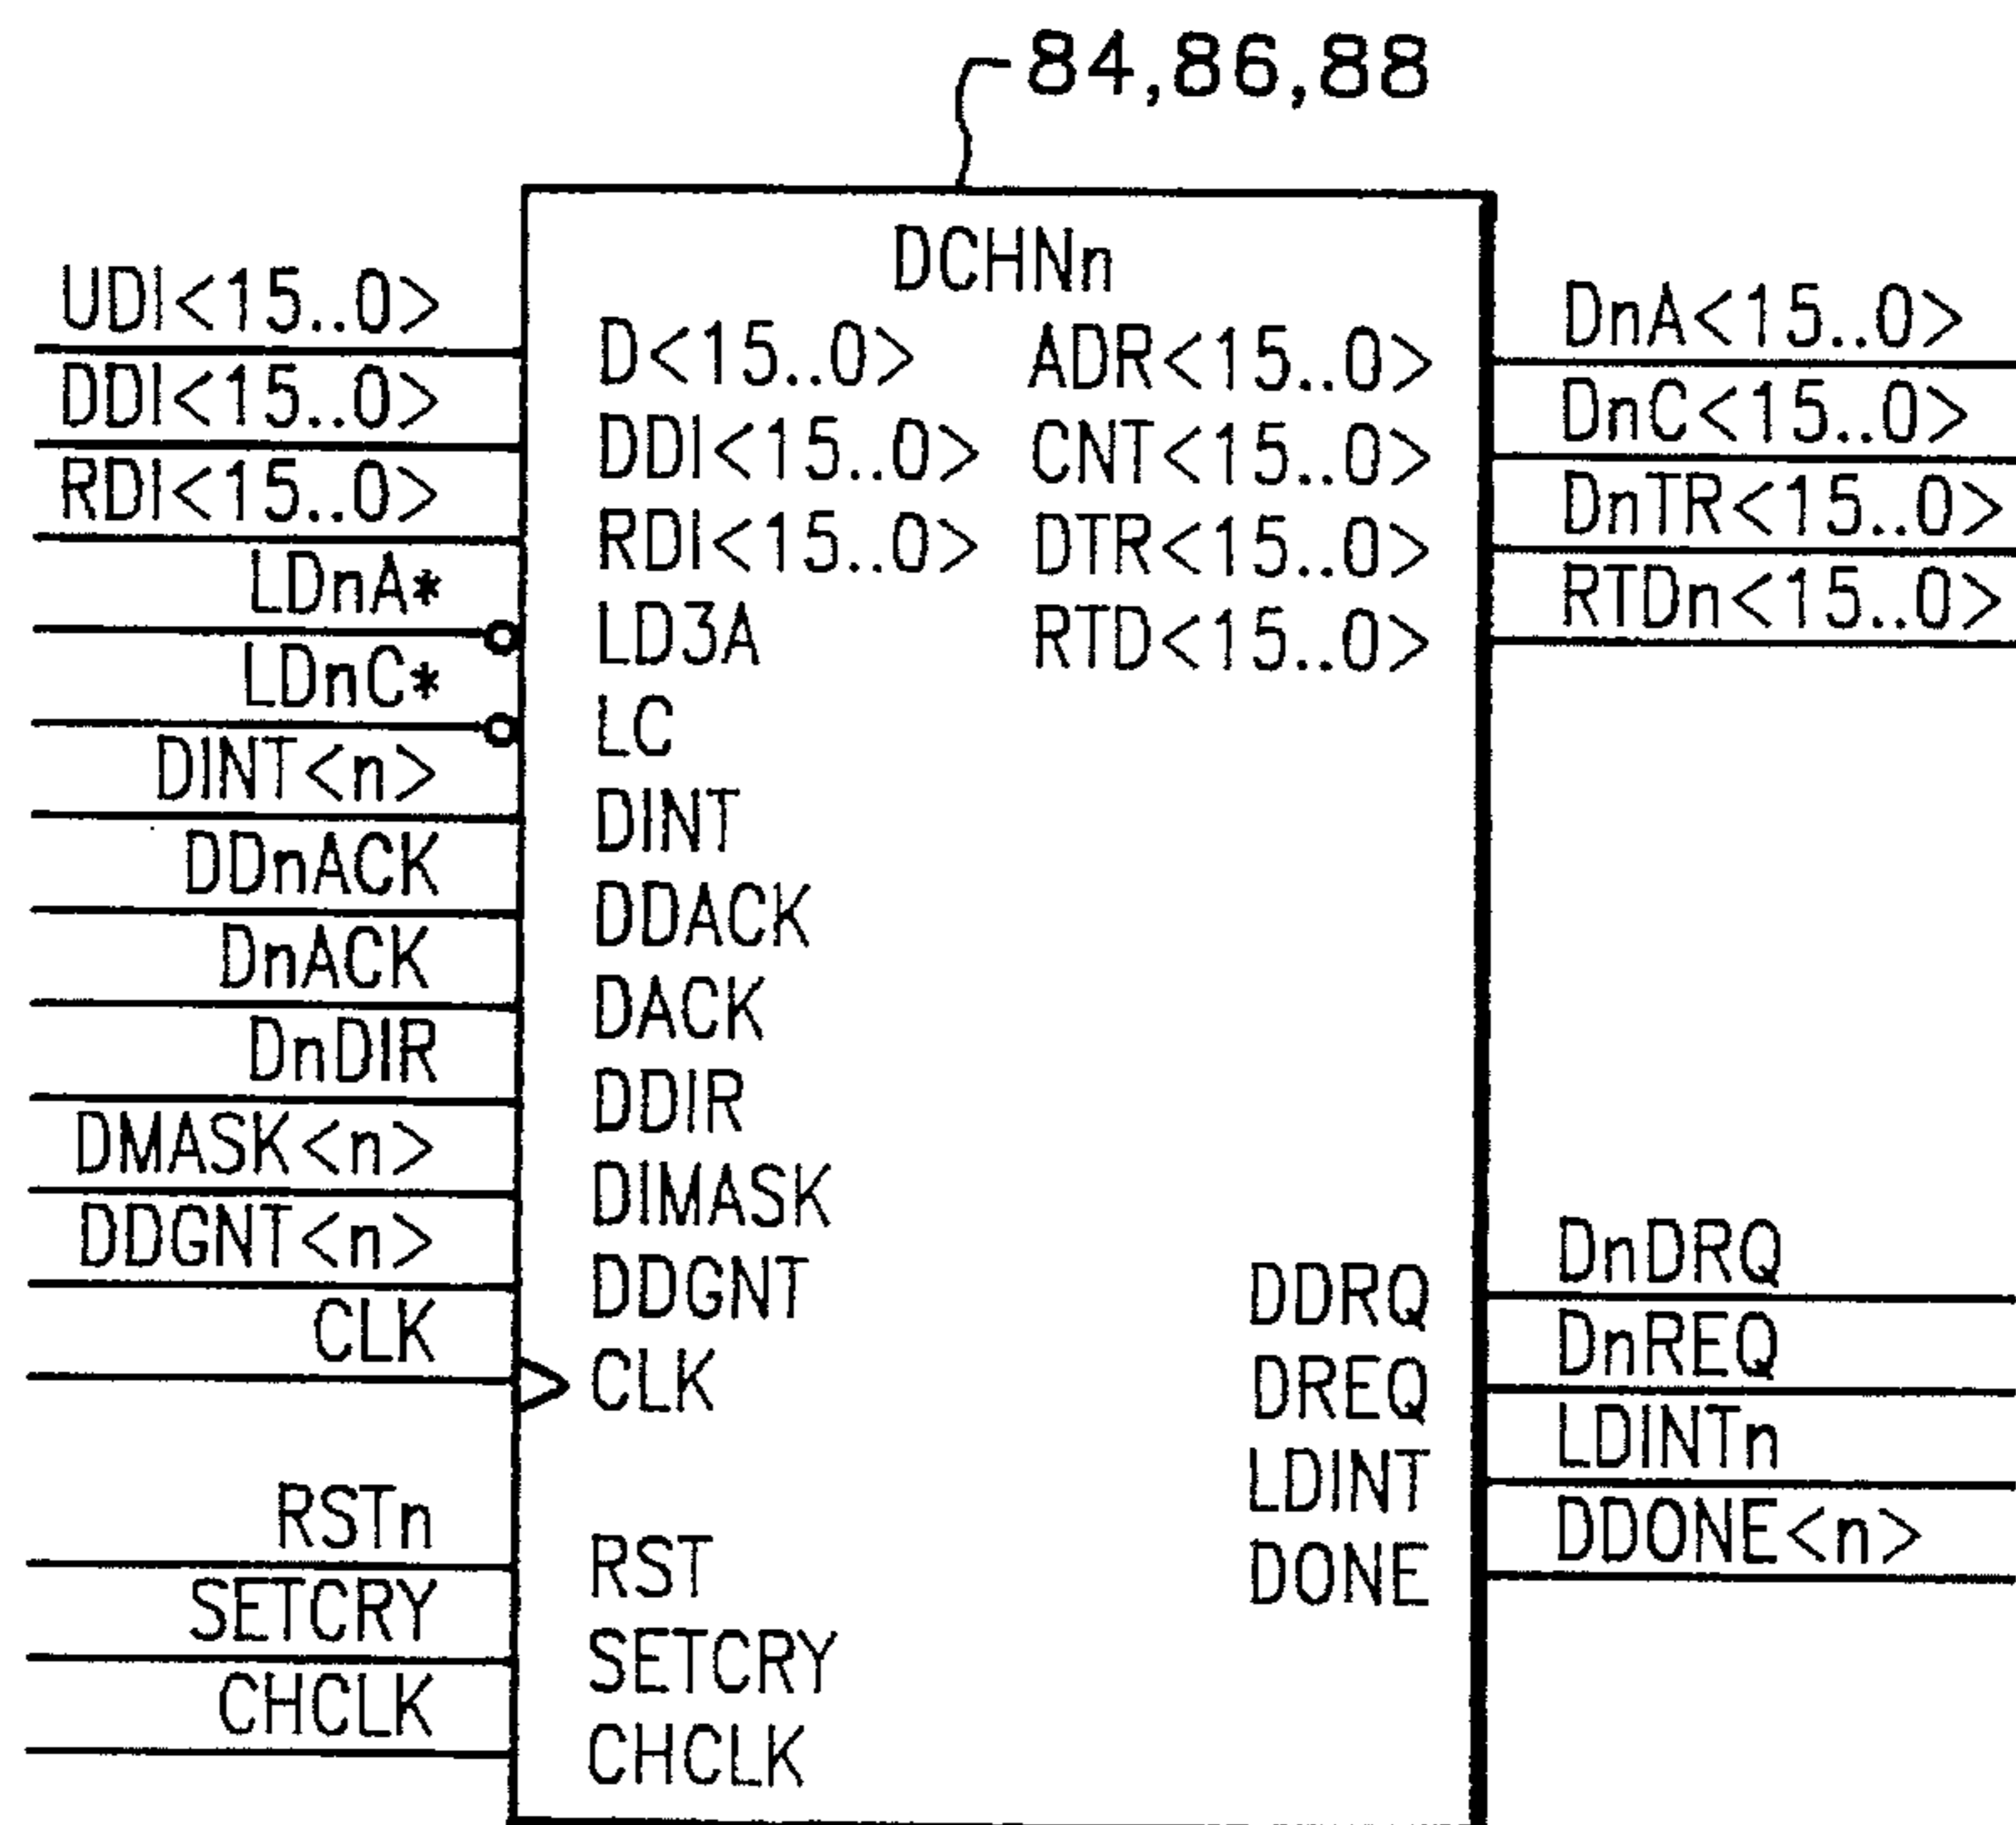 84,86,88
DCHNn
UDI<15..0>
DDI<15..0>
RDI<15..0>
LDnA*
LDnC*
DINT<n>
DDnACK
DnACK
DnDIR
DMASK<n>
DDGNT<n>
CLK
RSTn
SETCRY
CHCLK
D<15..0>
DDI<15..0>
RDI<15..0>
LD3A
LC
DINT
DDACK
DACK
DDIR
DIMASK
DDGNT
CLK
RST
SETCRY
CHCLK
ADR<15..0>
CNT<15..0>
DTR<15..0>
RTD<15..0>
DDRQ
DREQ
LDINT
DONE
DnA<15..0>
DnC<15..0>
DnTR<15..0>
RTDn<15..0>
DnDRQ
DnREQ
LDINTn
DDONE<n>